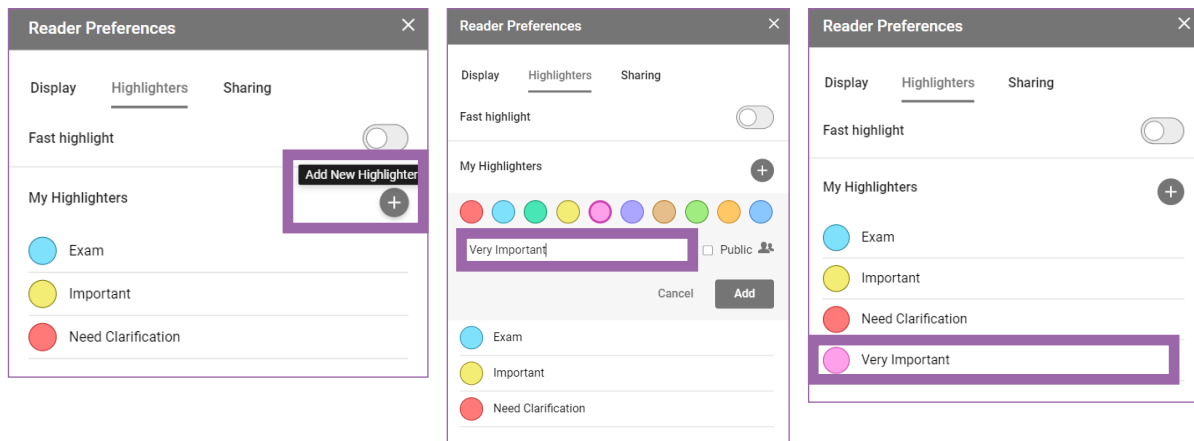 Reader Preferences
Display Highlighters Sharing
Fast highlight
Add New Highlighter
My Highlighters
Exam
Important
Need Clarification
Reader Preferences
Display Highlighters Sharing
Fast highlight
My Highlighters
Very Important Public
Cancel Add
Exam
Important
Need Clarification
Reader Preferences
Display Highlighters Sharing
Fast highlight
My Highlighters
Exam
Important
Need Clarification
Very Important